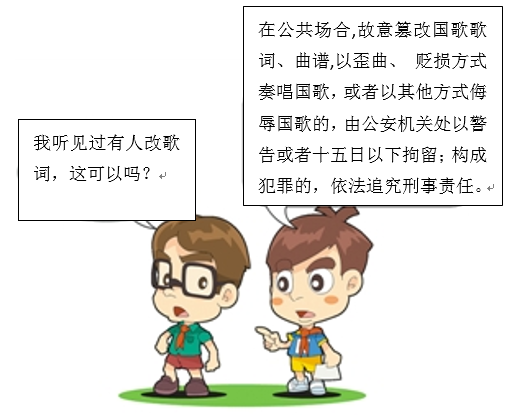 我听见过有人改歌
词，这可以吗？
在公共场合,故意篡改国歌歌
词、曲谱,以歪曲、 贬损方式
奏唱国歌，或者以其他方式侮
辱国歌的，由公安机关处以警
告或者十五日以下拘留；构成
犯罪的，依法追究刑事责任。